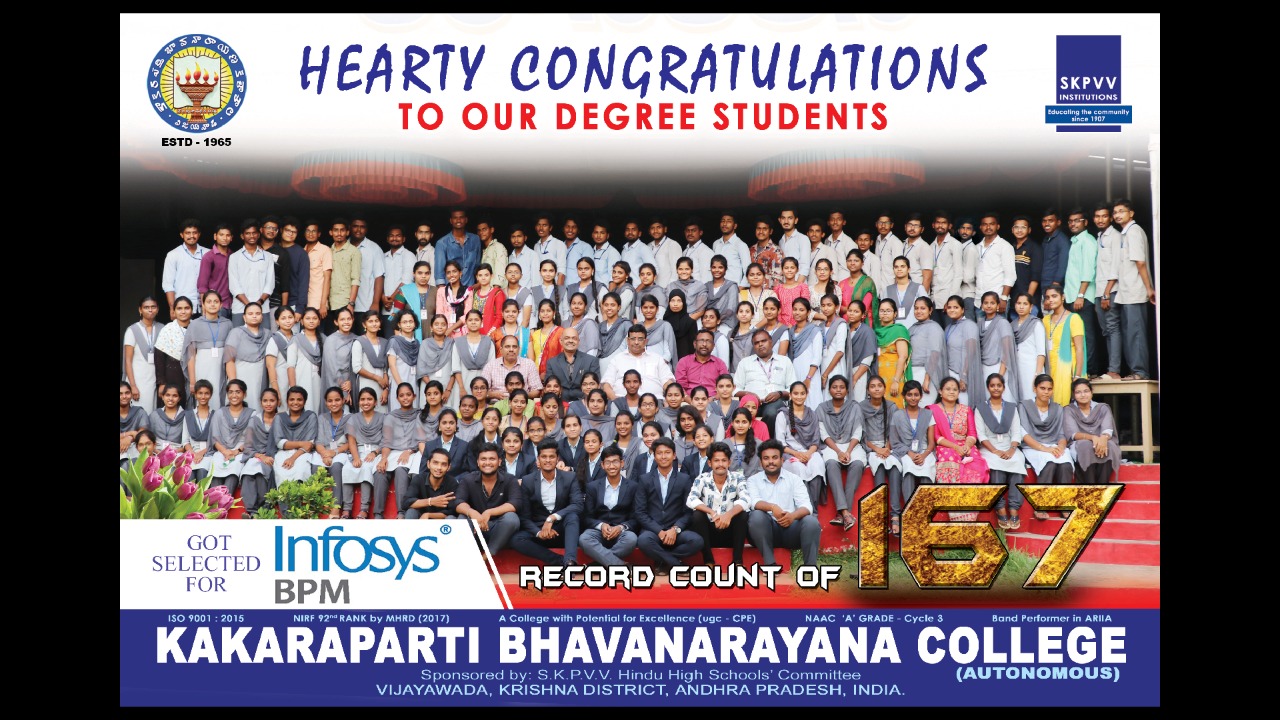 HEARTY CONGRATULATIONS
TO OUR DEGREE STUDENTS
ESTD - 1965
SKPVV
INSTITUTIONS
Educating the community
since 1907
GOT
SELECTED
FOR
Infosys®
BPM
RECORD COUNT OF 167
ISO 9001 : 2015 NIRF 92nd RANK by MHRD (2017) A College with Potential for Excellence (ugc - CPE) NAAC 'A' GRADE - Cycle 3 Band Performer in ARIIA
KAKARAPARTI BHAVANARAYANA COLLEGE
(AUTONOMOUS)
Sponsored by: S.K.P.V.V. Hindu High Schools' Committee
VIJAYAWADA, KRISHNA DISTRICT, ANDHRA PRADESH, INDIA.